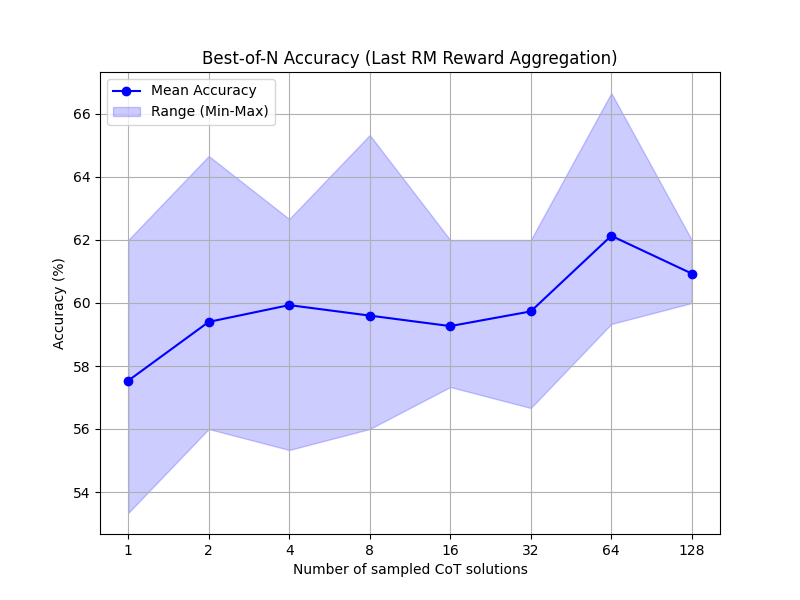 Best-of-N Accuracy (Last RM Reward Aggregation)
Mean Accuracy
Range (Min-Max)
Accuracy (%)
66
64
62
60
58
56
54
1 2 4 8 16 32 64 128
Number of sampled CoT solutions